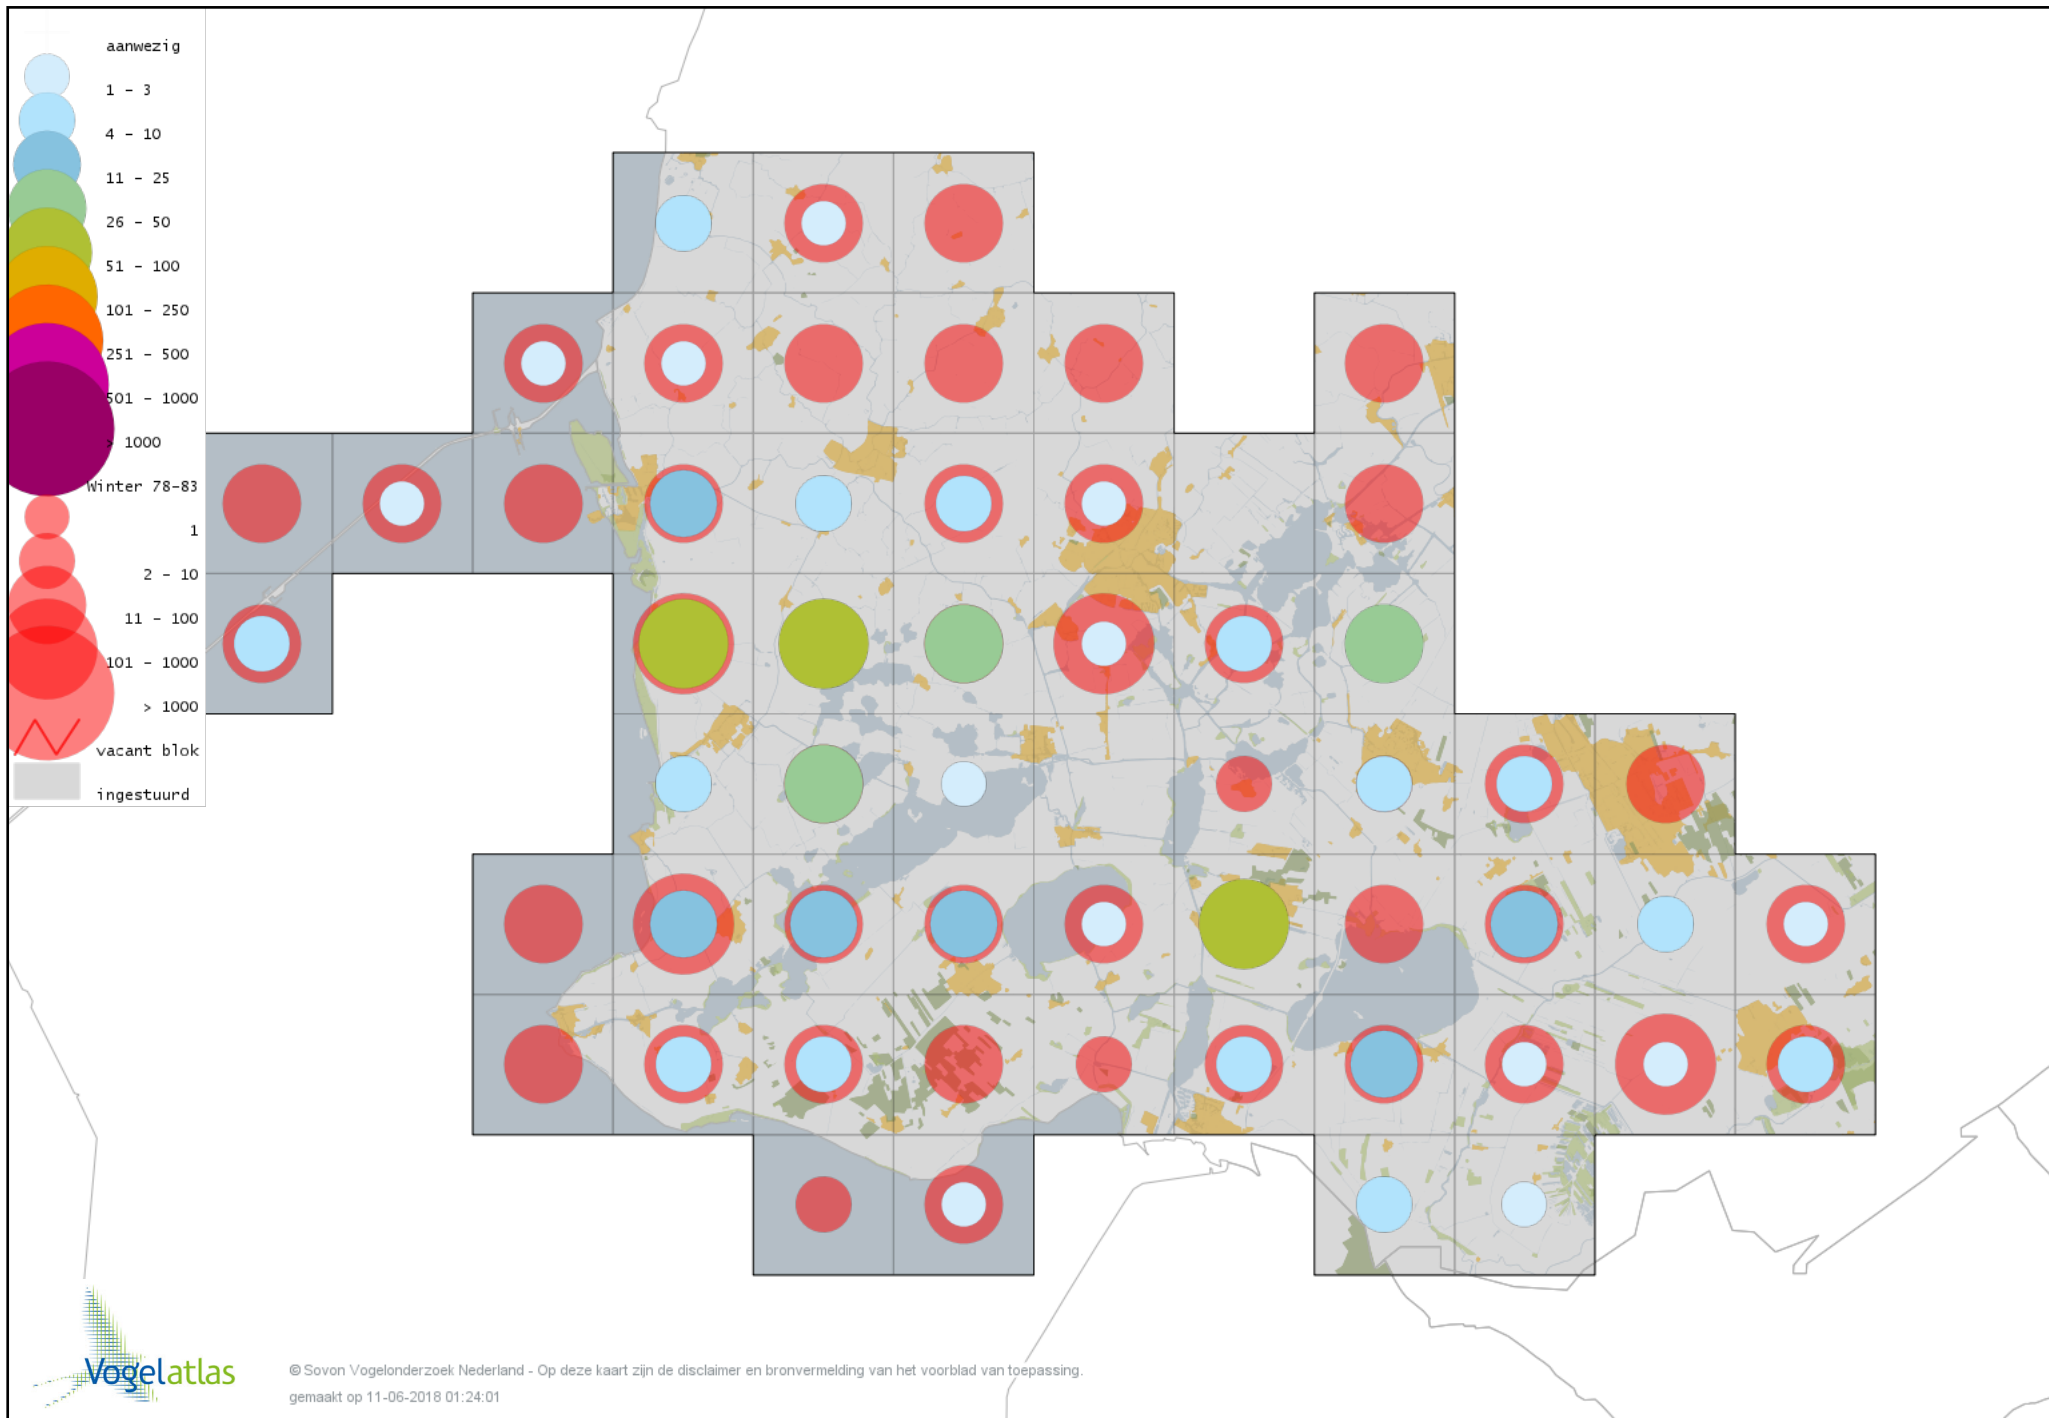 aanwezig
1 - 3
4 - 10
11 - 25
26 - 50
51 - 100
101 - 250
251 - 500
501 - 1000
> 1000
Winter 78-83
1
2 - 10
11 - 100
101 - 1000
> 1000
vacant blok
ingestuurd
Vogelatlas
© Sovon Vogelonderzoek Nederland - Op deze kaart zijn de disclaimer en bronvermelding van het voorblad van toepassing.
gemaakt op 11-06-2018 01:24:01